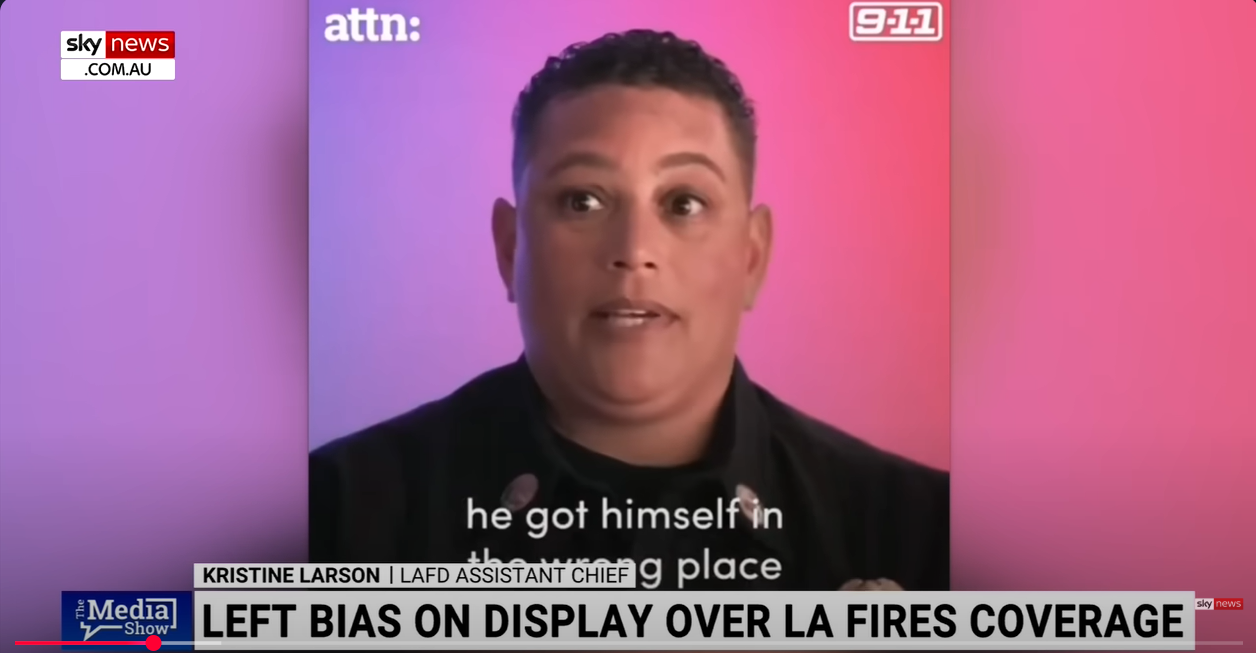 attn:
9-1-1
sky news
.COM.AU
he got himself in
the wrong place
KRISTINE LARSON | LAFD ASSISTANT CHIEF
The Media Show
LEFT BIAS ON DISPLAY OVER LA FIRES COVERAGE
sky news